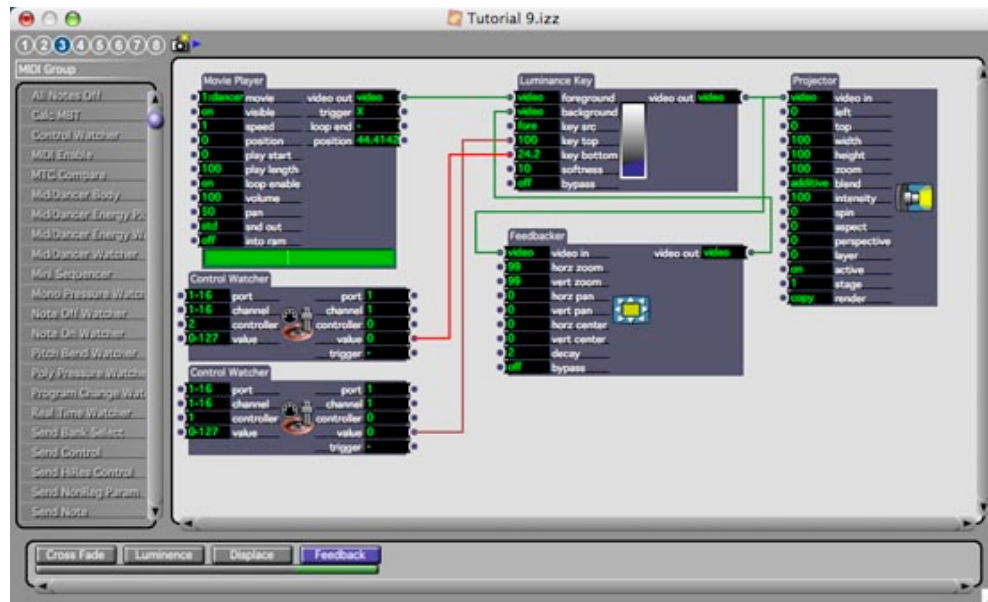 Tutorial 9.izz
1 2 3 4 5 6 7 8
MIDI Group
All Notes Off
Calc MBT
Control Watcher
MIDI Enable
MTC Compare
MidiDancer Body
MidiDancer Energy
MidiDancer Energy
MidiDancer Watcher
Mini Sequencer
Mono Pressure Watch
Note Off Watcher
Note On Watcher
Pitch Bend Watcher
Poly Pressure Watche
Program Change Wat
Real Time Watcher
Send Bank Select
Send Control
Send HiRes Control
Send NonReg Param
Send Note
Movie Player
1:dancer movie video out video
on visible trigger X
1 speed loop end -
0 position position 44.4142
0 play start
100 play length
on loop enable
100 volume
50 pan
std snd out
off into ram
Control Watcher
1-16 port port 1
1-16 channel channel 1
2 controller controller 0
0-127 value value 0
trigger -
Control Watcher
1-16 port port 1
1-16 channel channel 1
1 controller controller 0
0-127 value value 0
trigger -
Luminance Key
video foreground video out video
video background
fore key src
100 key top
24.2 key bottom
10 softness
off bypass
Feedbacker
video video in video out video
99 horz zoom
99 vert zoom
0 horz pan
0 vert pan
0 horz center
0 vert center
2 decay
off bypass
Projector
video video in
0 left
0 top
100 width
100 height
100 zoom
additive blend
100 intensity
0 spin
0 aspect
0 perspective
0 layer
on active
1 stage
copy render
Cross Fade Luminence Displace Feedback